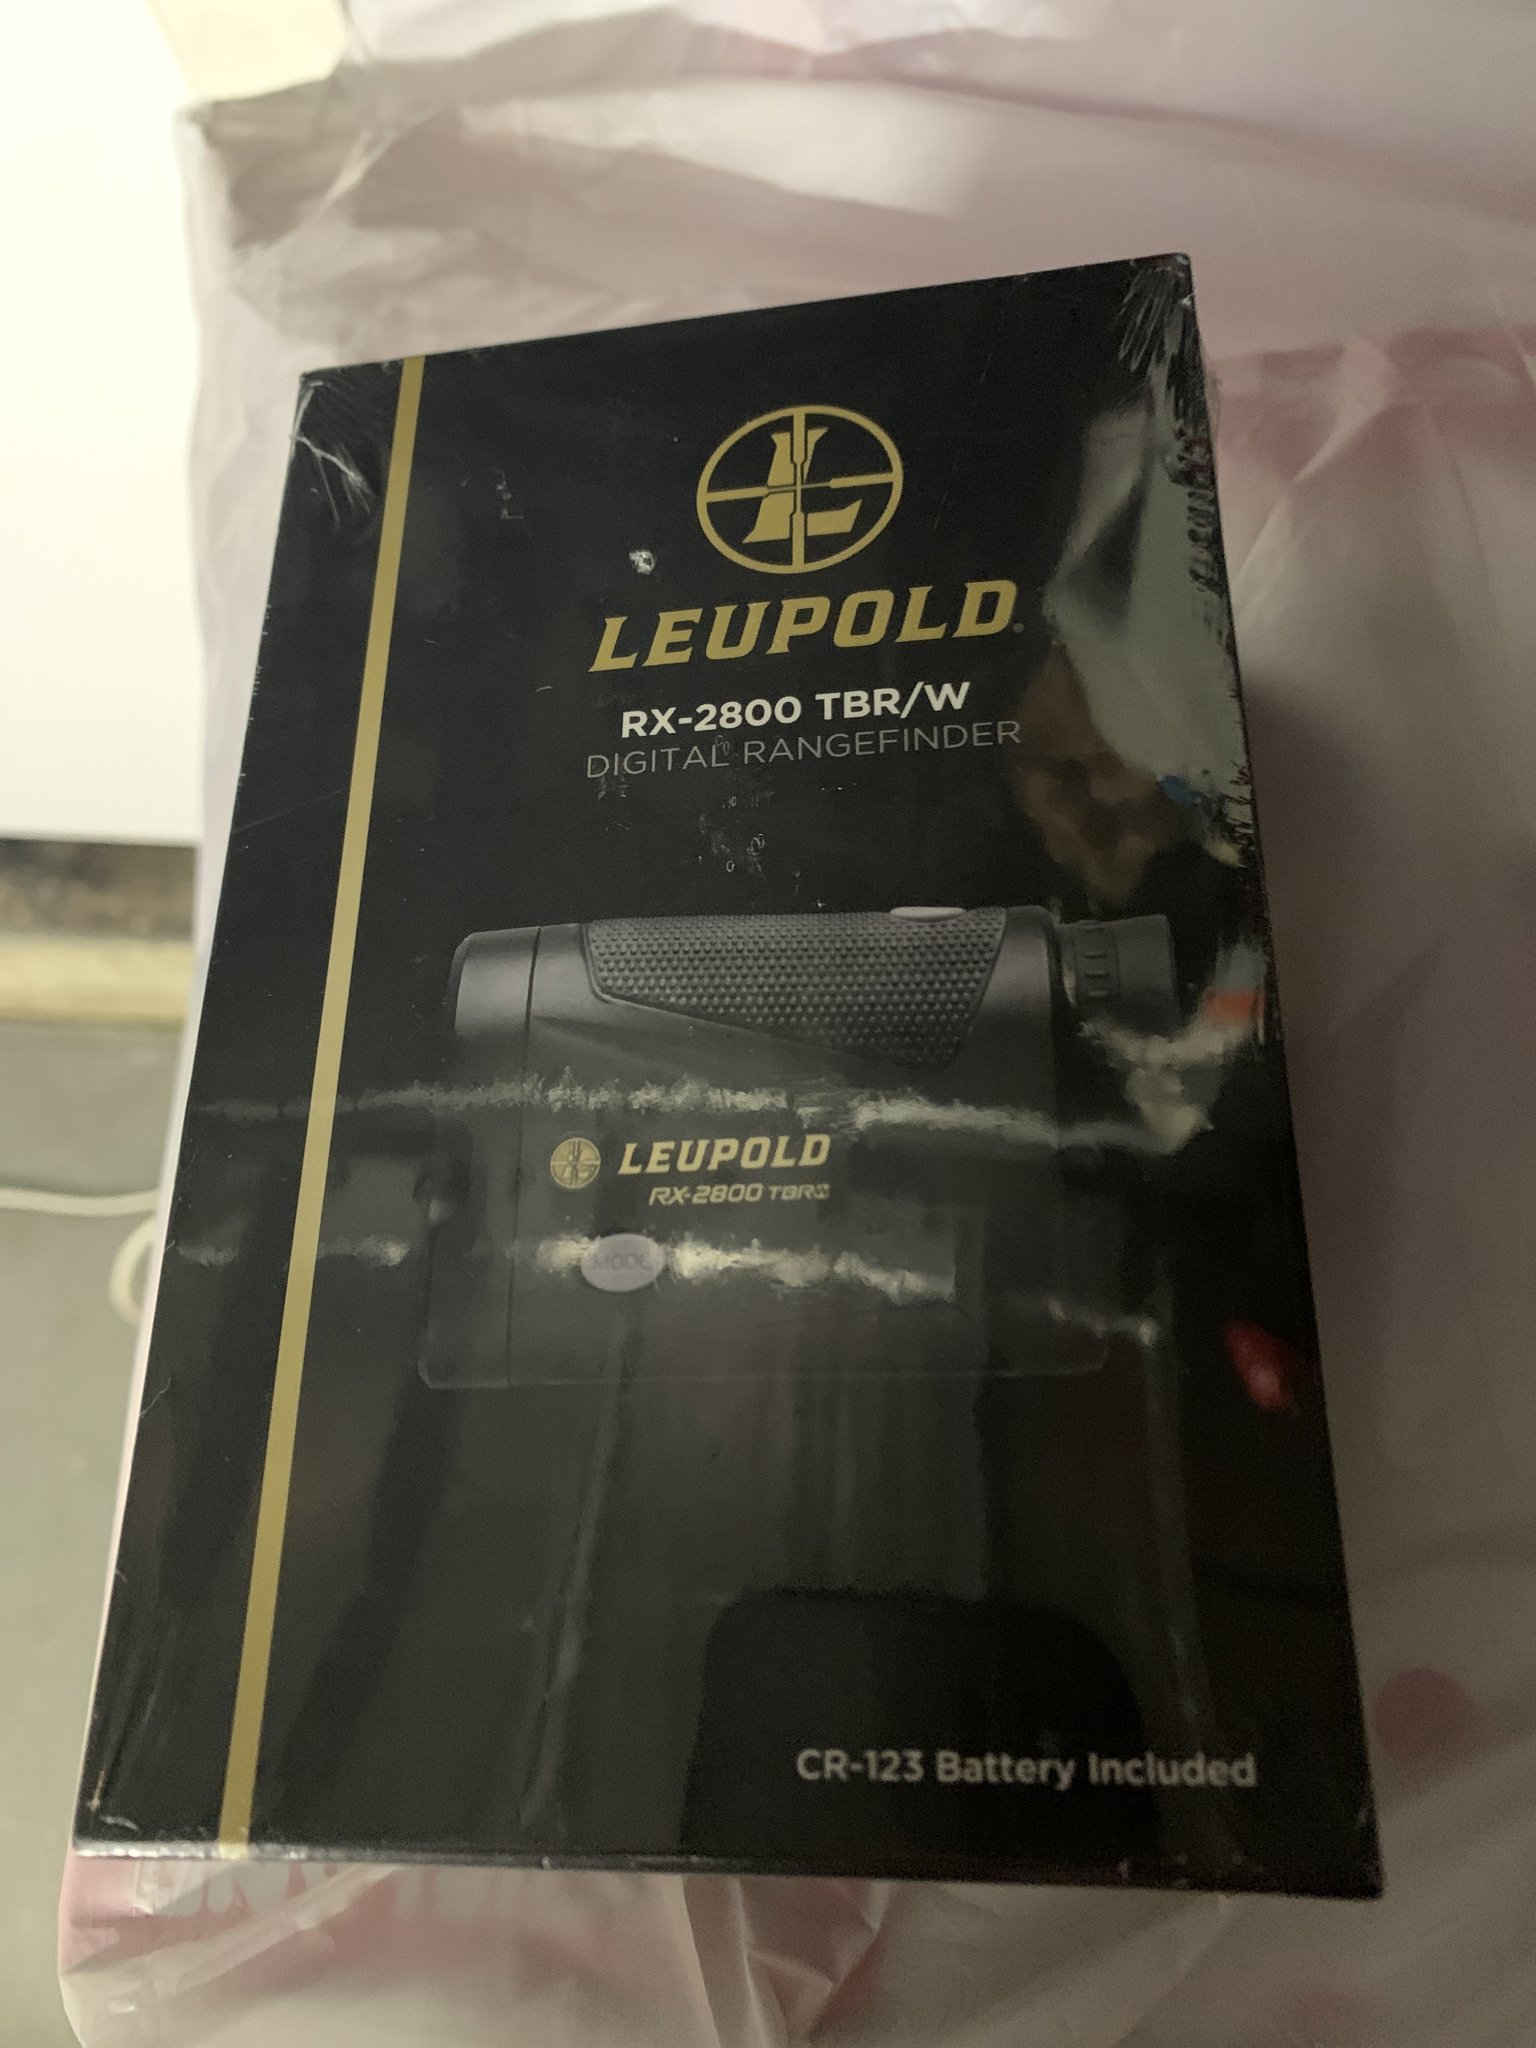 LEUPOLD®
RX-2800 TBR/W
DIGITAL RANGEFINDER
LEUPOLD
RX-2800 TBR/W
MODE
CR-123 Battery Included